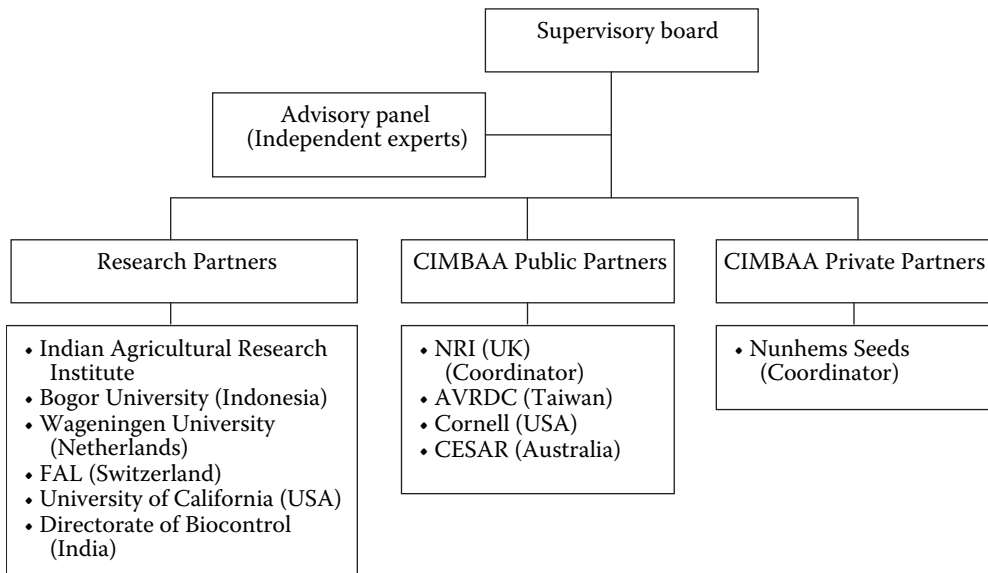 Supervisory board
Advisory panel
(Independent experts)
Research Partners
CIMBAA Public Partners
CIMBAA Private Partners
• Indian Agricultural Research
Institute
• Bogor University (Indonesia)
• Wageningen University
(Netherlands)
• FAL (Switzerland)
• University of California (USA)
• Directorate of Biocontrol
(India)
• NRI (UK)
(Coordinator)
• AVRDC (Taiwan)
• Cornell (USA)
• CESAR (Australia)
• Nunhems Seeds
(Coordinator)